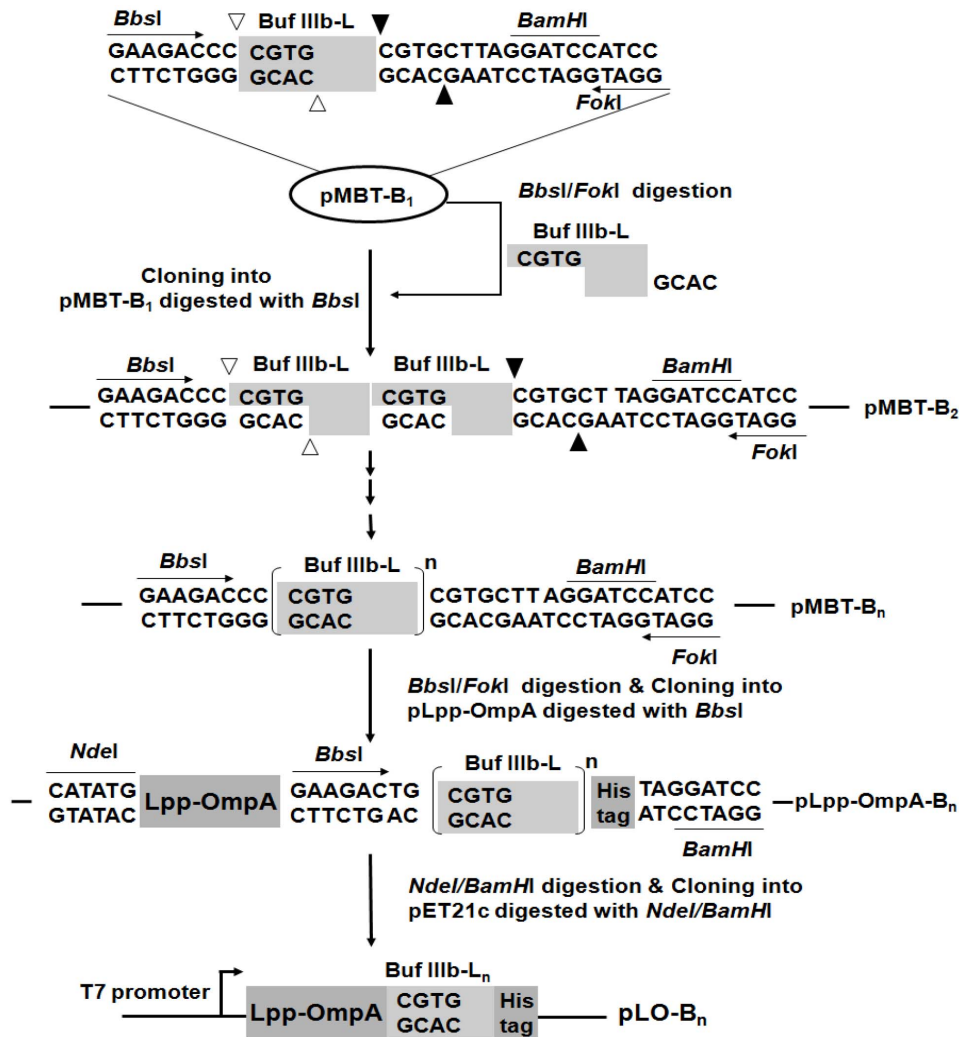 BbsI Buf IIIb-L BamHI
GAAGACCC CGTG CGTGCTTAGGATCCATCC
CTTCTGGG GCAC GCACGAATCCTAGGTAGG
FokI
pMBT-B1
BbsI/FokI digestion
Buf IIIb-L
CGTG
GCAC
Cloning into
pMBT-B1 digested with BbsI
BbsI Buf IIIb-L Buf IIIb-L BamHI
GAAGACCC CGTG CGTG CGTGCT TAGGATCCATCC
CTTCTGGG GCAC GCAC GCACGAATCCTAGGTAGG
pMBT-B2
FokI
BbsI Buf IIIb-L n BamHI
GAAGACCC CGTG CGTGCTT AGGATCCATCC
CTTCTGGG GCAC GCACGAATCCTAGGTAGG
pMBT-Bn
FokI
BbsI/FokI digestion & Cloning into
pLpp-OmpA digested with BbsI
NdeI BbsI Buf IIIb-L n
CATATG Lpp-OmpA GAAGACTG CGTG His TAGGATCC
GTATAC CTTCTGAC GCAC tag ATCCTAGG
pLpp-OmpA-Bn
BamHI
NdeI/BamHI digestion & Cloning into
pET21c digested with NdeI/BamHI
Buf IIIb-Ln
T7 promoter
Lpp-OmpA CGTG His
GCAC tag
pLO-Bn